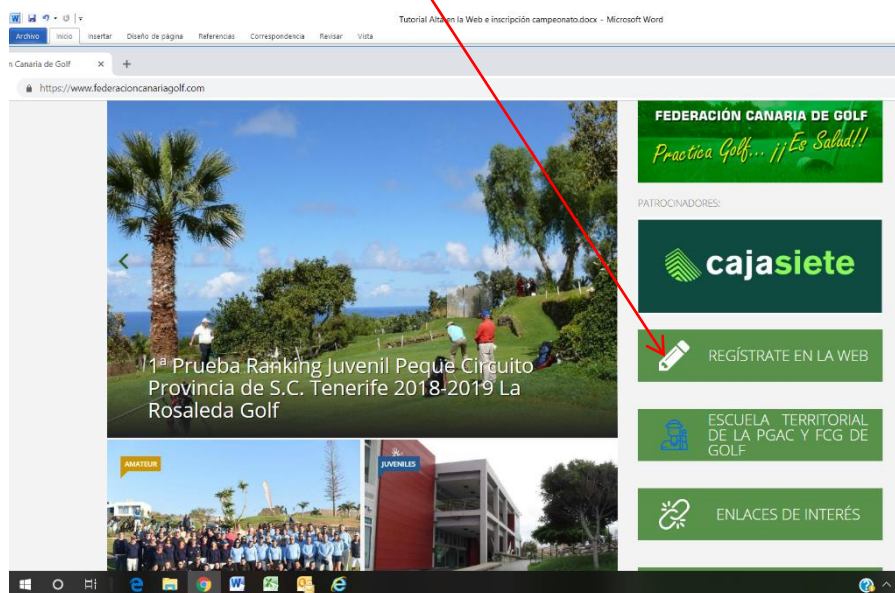 Tutorial Alta en la Web e inscripción campeonato.docx - Microsoft Word
Archivo Inicio Insertar Diseño de página Referencias Correspondencia Revisar Vista
n Canaria de Golf
https://www.federacioncanariagolf.com
FEDERACIÓN CANARIA DE GOLF
Practica Golf... ¡¡Es Salud!!
PATROCINADORES:
cajasiete
1ª Prueba Ranking Juvenil Peque Circuito
Provincia de S.C. Tenerife 2018-2019 La
Rosaleda Golf
REGÍSTRATE EN LA WEB
ESCUELA TERRITORIAL
DE LA PGAC Y FCG DE
GOLF
AMATEUR
JUVENILES
ENLACES DE INTERÉS